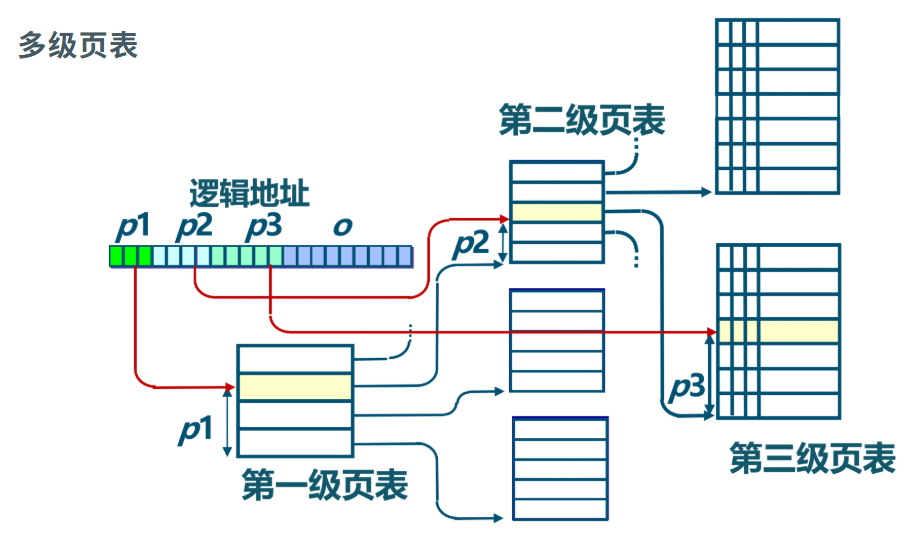 多级页表
第二级页表
逻辑地址
p1 p2 p3 o
p2
p1
p3
第三级页表
第一级页表